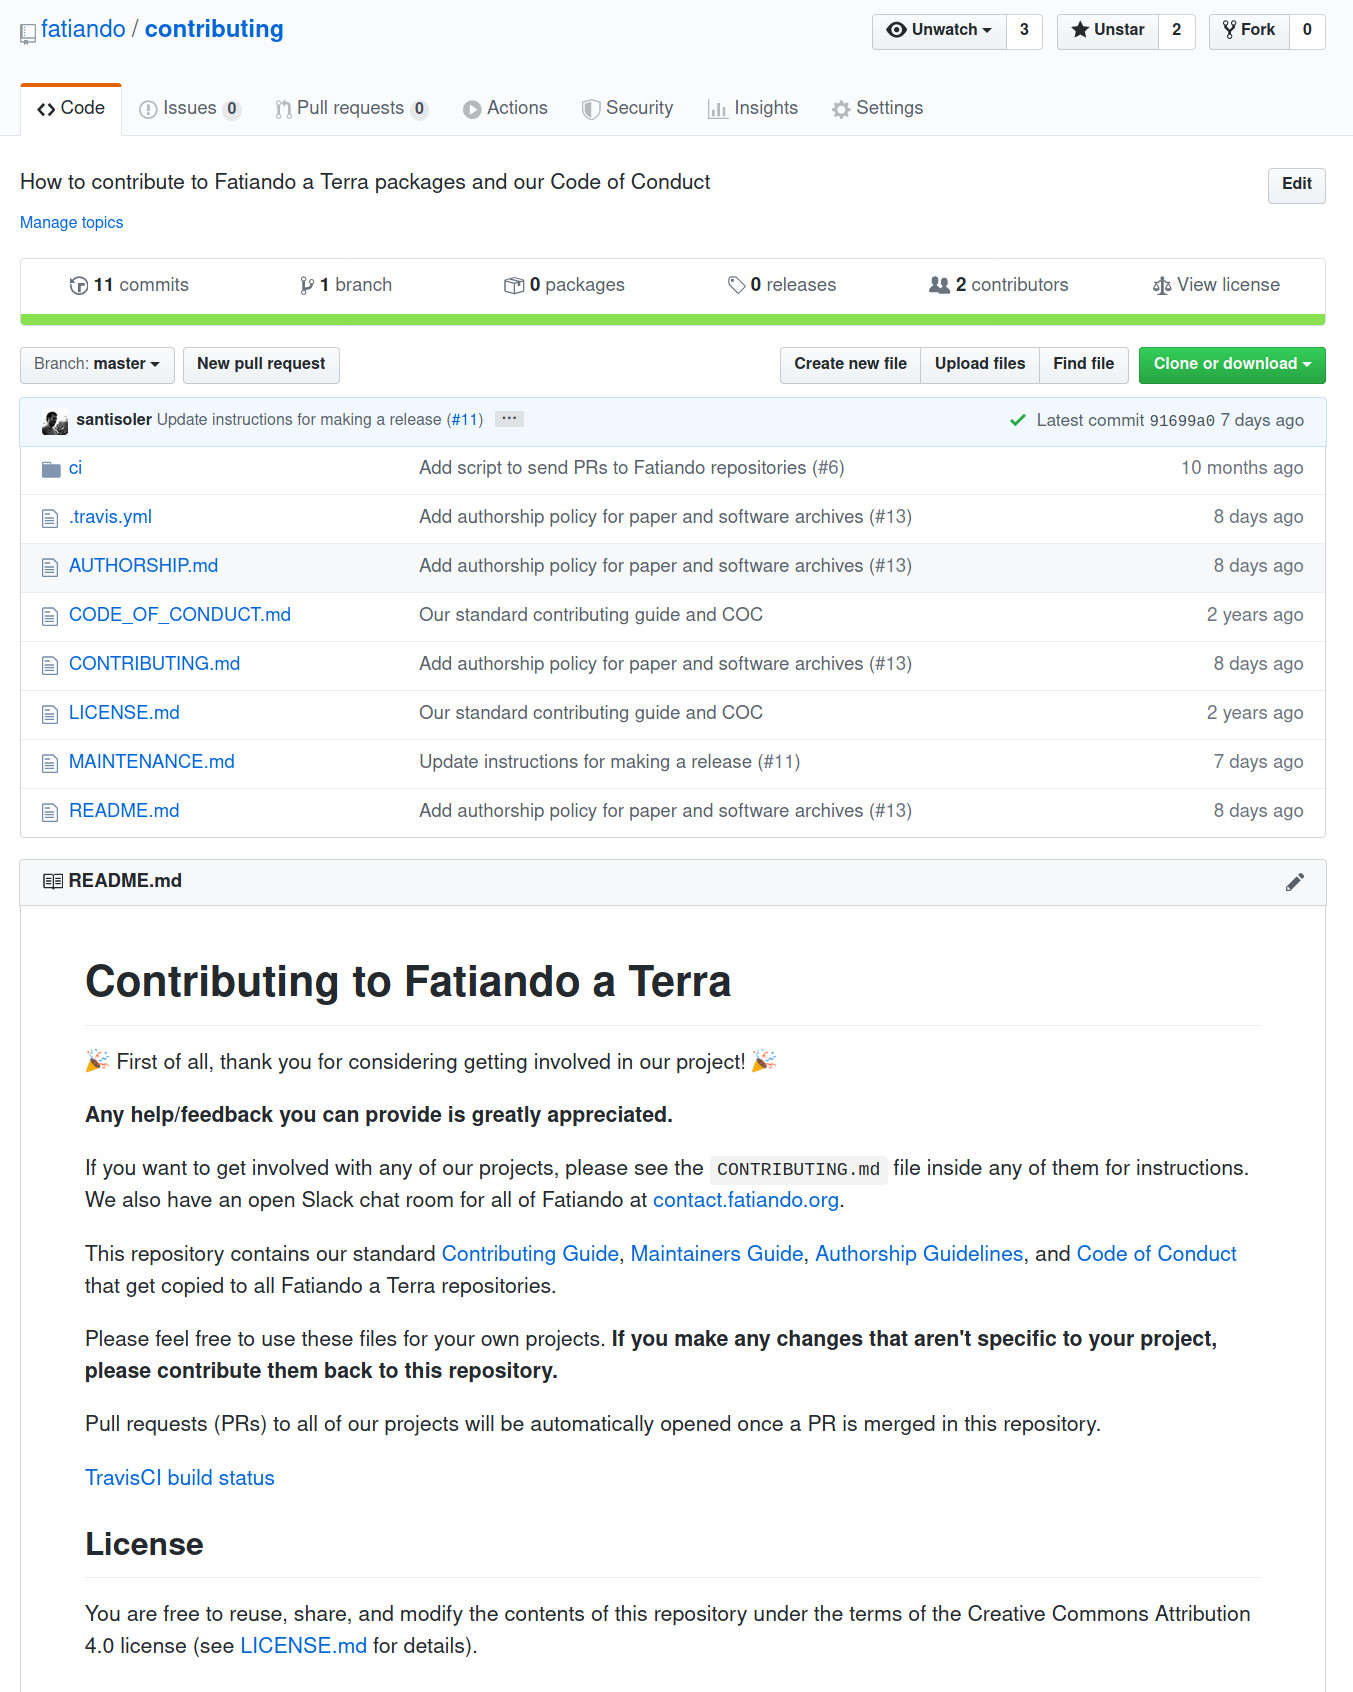 fatiando / contributing
Unwatch 3 Unstar 2 Fork 0
Code Issues 0 Pull requests 0 Actions Security Insights Settings
How to contribute to Fatiando a Terra packages and our Code of Conduct
Edit
Manage topics
11 commits 1 branch 0 packages 0 releases 2 contributors View license
Branch: master New pull request Create new file Upload files Find file Clone or download
santisoler Update instructions for making a release (#11) ... Latest commit 91699a0 7 days ago
ci Add script to send PRs to Fatiando repositories (#6) 10 months ago
.travis.yml Add authorship policy for paper and software archives (#13) 8 days ago
AUTHORSHIP.md Add authorship policy for paper and software archives (#13) 8 days ago
CODE_OF_CONDUCT.md Our standard contributing guide and COC 2 years ago
CONTRIBUTING.md Add authorship policy for paper and software archives (#13) 8 days ago
LICENSE.md Our standard contributing guide and COC 2 years ago
MAINTENANCE.md Update instructions for making a release (#11) 7 days ago
README.md Add authorship policy for paper and software archives (#13) 8 days ago
README.md
Contributing to Fatiando a Terra
🎉 First of all, thank you for considering getting involved in our project! 🎉
Any help/feedback you can provide is greatly appreciated.
If you want to get involved with any of our projects, please see the CONTRIBUTING.md file inside any of them for instructions.
We also have an open Slack chat room for all of Fatiando at contact.fatiando.org.
This repository contains our standard Contributing Guide, Maintainers Guide, Authorship Guidelines, and Code of Conduct
that get copied to all Fatiando a Terra repositories.
Please feel free to use these files for your own projects. If you make any changes that aren't specific to your project,
please contribute them back to this repository.
Pull requests (PRs) to all of our projects will be automatically opened once a PR is merged in this repository.
TravisCI build status
License
You are free to reuse, share, and modify the contents of this repository under the terms of the Creative Commons Attribution
4.0 license (see LICENSE.md for details).